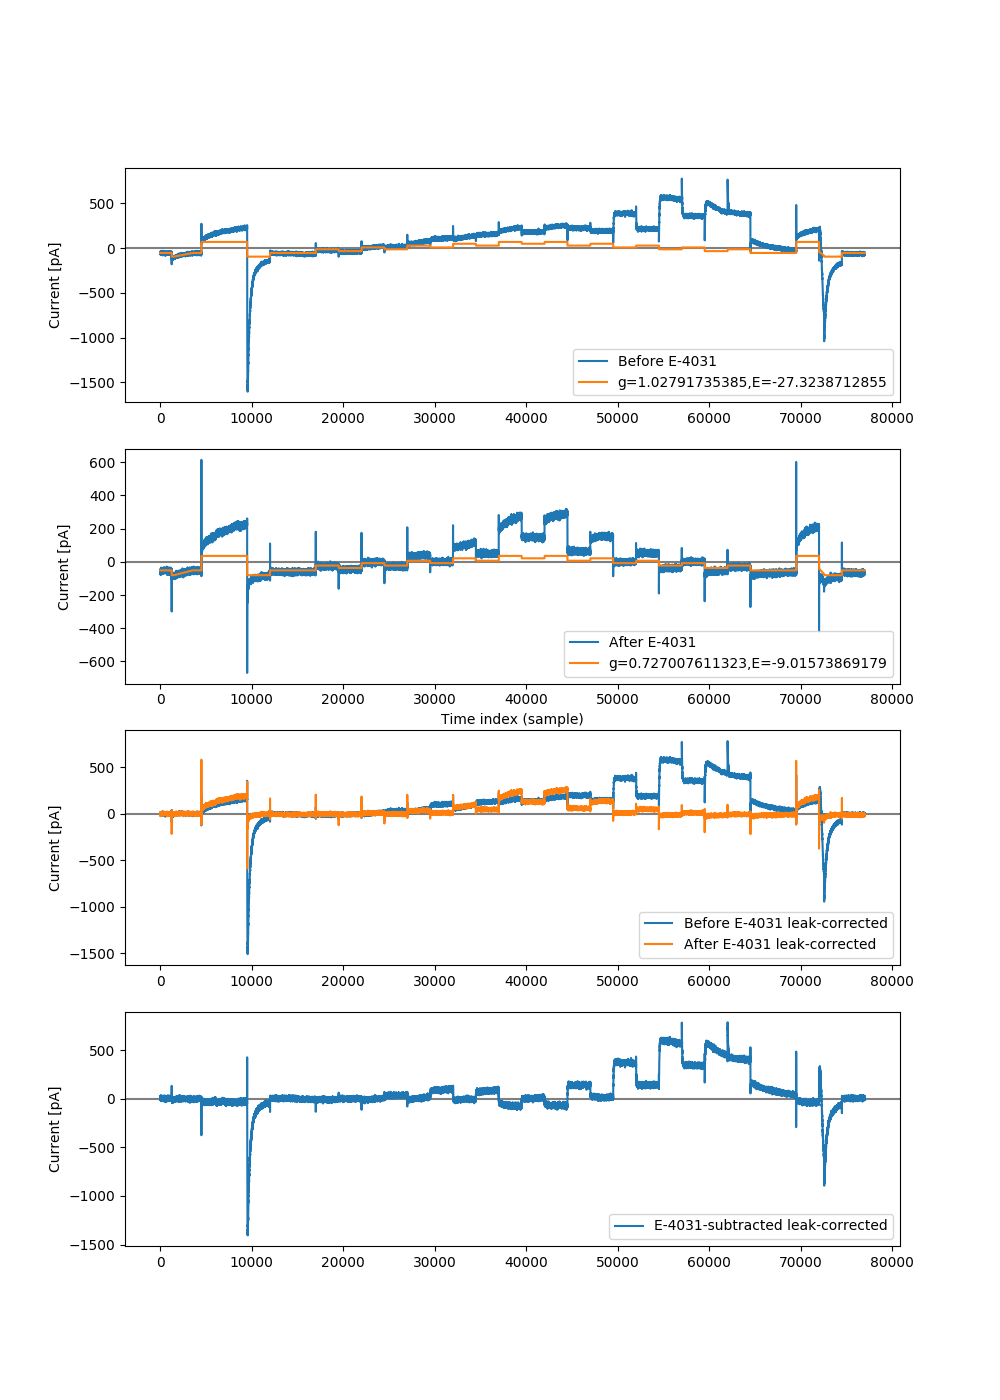 500
0
−500
−1000
−1500
Current [pA]
Before E-4031
g=1.02791735385,E=-27.3238712855
0 10000 20000 30000 40000 50000 60000 70000 80000
600
400
200
0
−200
−400
−600
Current [pA]
After E-4031
g=0.727007611323,E=-9.01573869179
0 10000 20000 30000 40000 50000 60000 70000 80000
Time index (sample)
500
0
−500
−1000
−1500
Current [pA]
Before E-4031 leak-corrected
After E-4031 leak-corrected
0 10000 20000 30000 40000 50000 60000 70000 80000
500
0
−500
−1000
−1500
Current [pA]
E-4031-subtracted leak-corrected
0 10000 20000 30000 40000 50000 60000 70000 80000